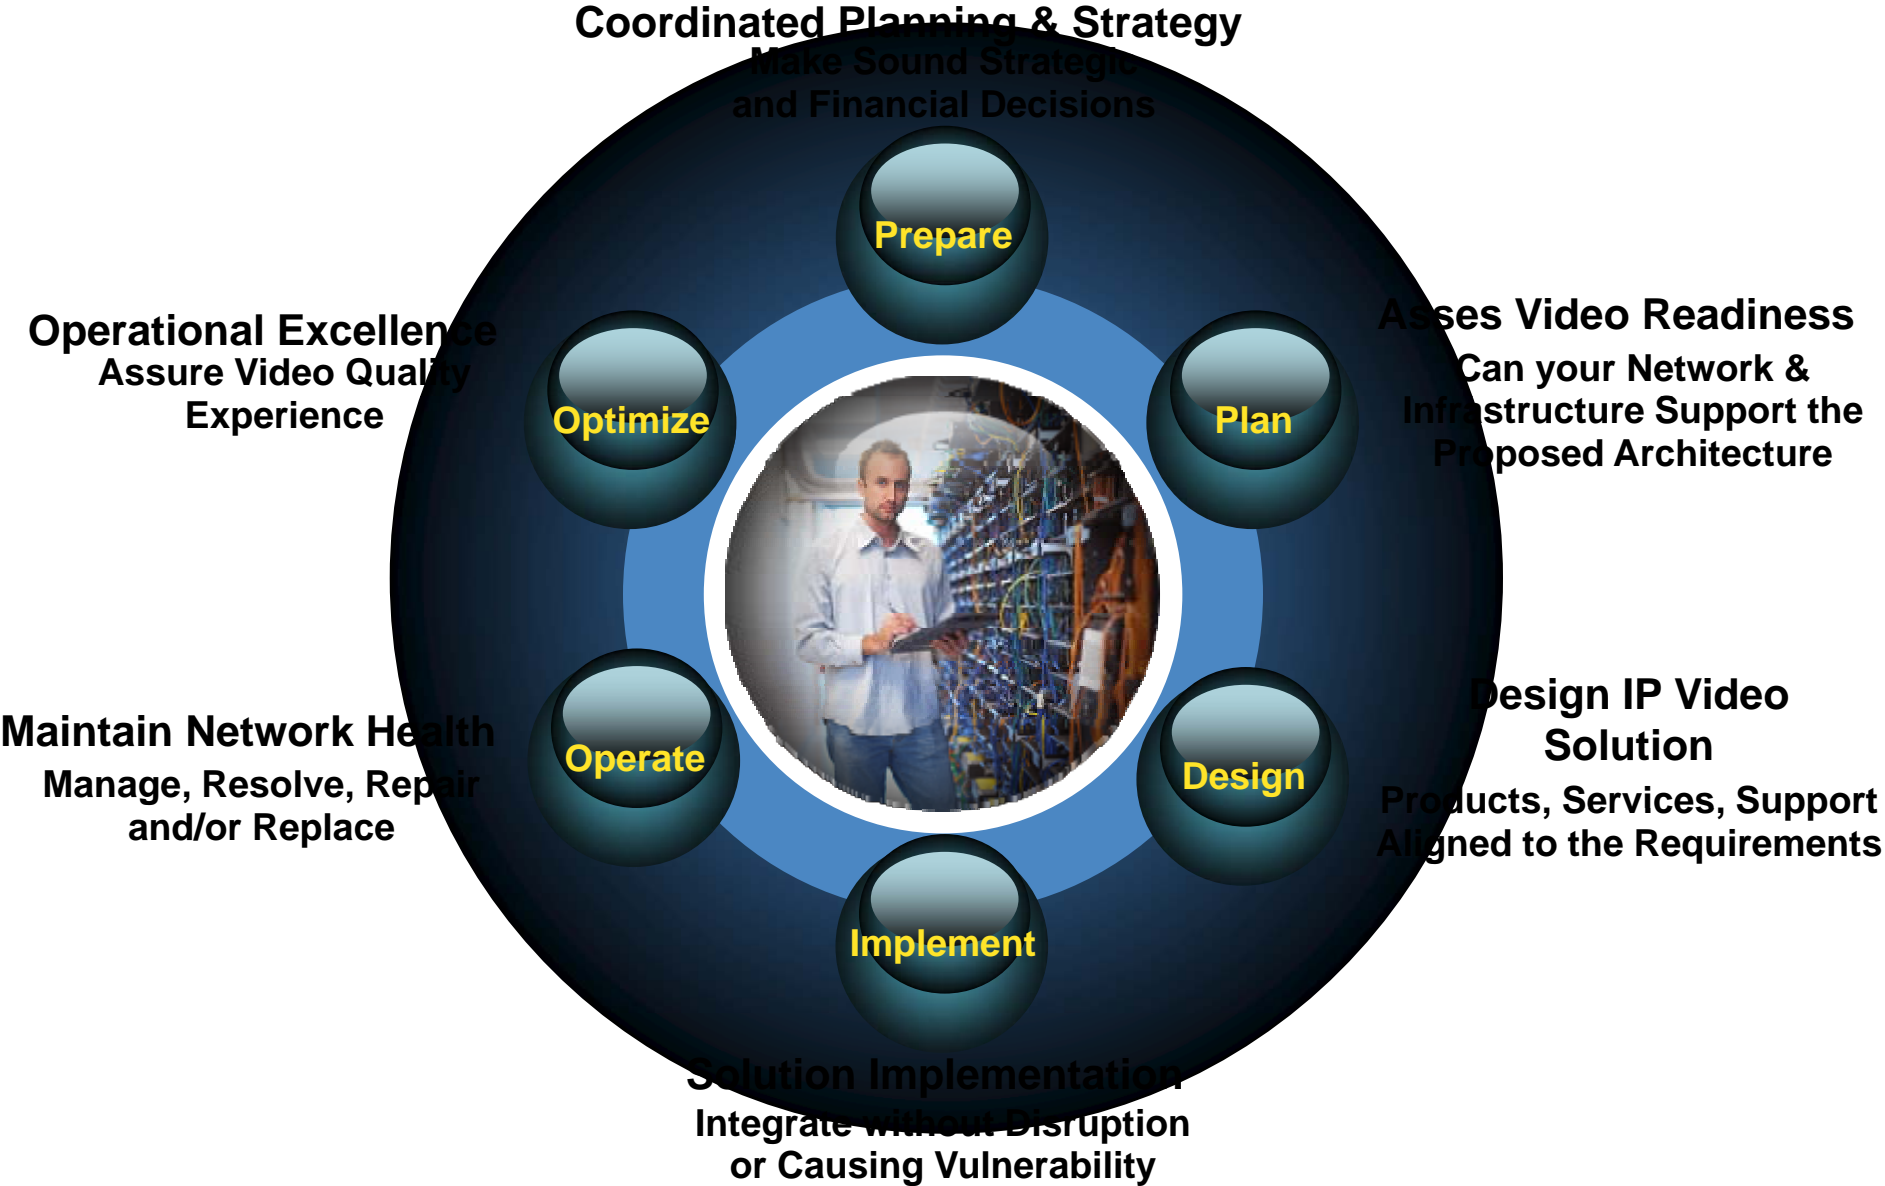 Coordinated Planning & Strategy
Make Sound Strategic
and Financial Decisions
Prepare
Asses Video Readiness
Can your Network &
Infrastructure Support the
Proposed Architecture
Plan
Design IP Video
Solution
Products, Services, Support
Aligned to the Requirements
Design
Implement
Solution Implementation
Integrate without Disruption
or Causing Vulnerability
Operate
Maintain Network Health
Manage, Resolve, Repair
and/or Replace
Optimize
Operational Excellence
Assure Video Quality
Experience